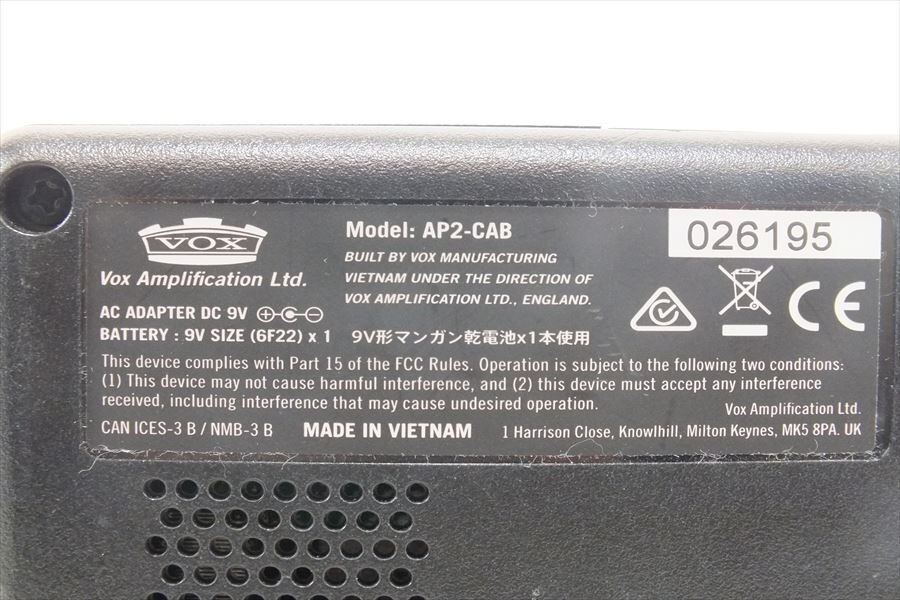 VOX
Vox Amplification Ltd.
Model: AP2-CAB
026195
BUILT BY VOX MANUFACTURING
VIETNAM UNDER THE DIRECTION OF
VOX AMPLIFICATION LTD., ENGLAND.
AC ADAPTER DC 9V
BATTERY : 9V SIZE (6F22) x 1 9V形マンガン乾電池x1本使用
This device complies with Part 15 of the FCC Rules. Operation is subject to the following two conditions:
(1) This device may not cause harmful interference, and (2) this device must accept any interference
received, including interference that may cause undesired operation.
Vox Amplification Ltd.
CAN ICES-3 B / NMB-3 B MADE IN VIETNAM 1 Harrison Close, Knowlhill, Milton Keynes, MK5 8PA. UK